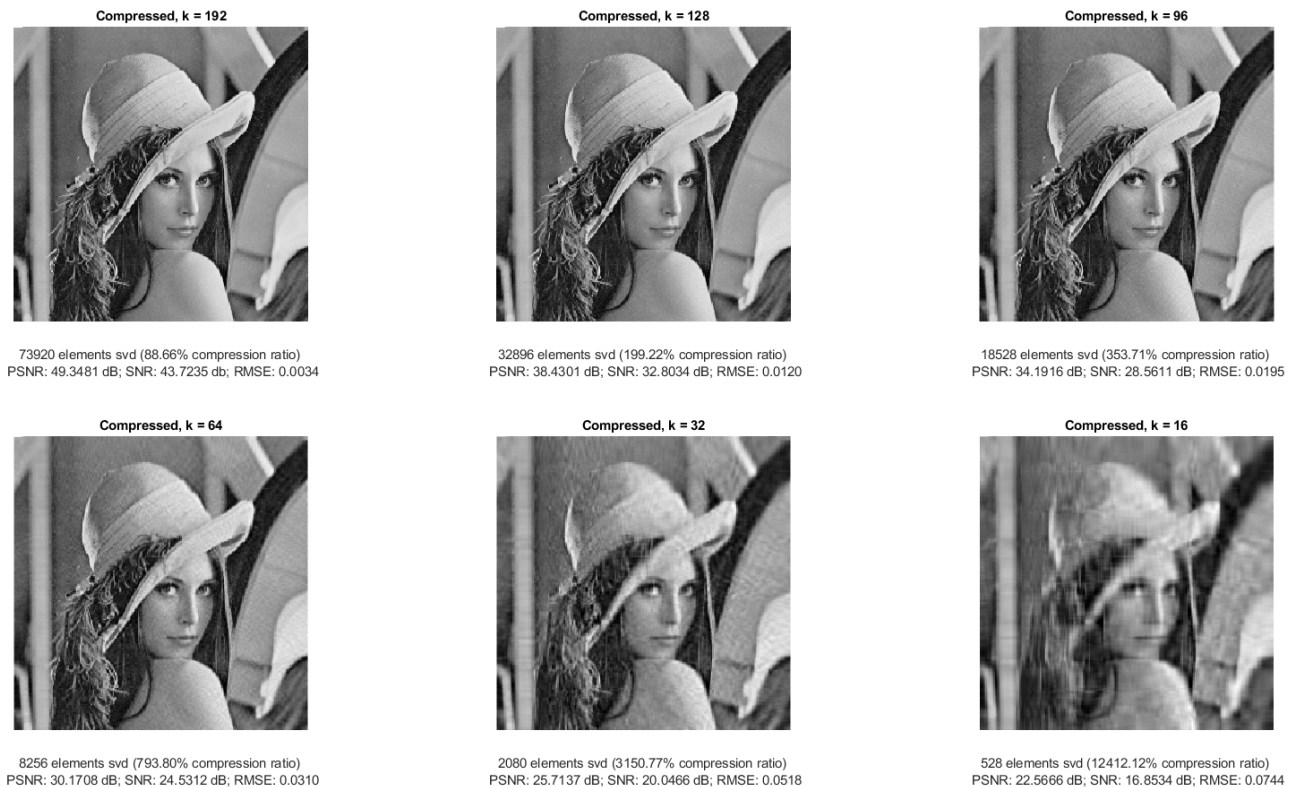 Compressed, k = 192
73920 elements svd (88.66% compression ratio)
PSNR: 49.3481 dB; SNR: 43.7235 db; RMSE: 0.0034
Compressed, k = 128
32896 elements svd (199.22% compression ratio)
PSNR: 38.4301 dB; SNR: 32.8034 dB; RMSE: 0.0120
Compressed, k = 96
18528 elements svd (353.71% compression ratio)
PSNR: 34.1916 dB; SNR: 28.5611 dB; RMSE: 0.0195
Compressed, k = 64
8256 elements svd (793.80% compression ratio)
PSNR: 30.1708 dB; SNR: 24.5312 dB; RMSE: 0.0310
Compressed, k = 32
2080 elements svd (3150.77% compression ratio)
PSNR: 25.7137 dB; SNR: 20.0466 dB; RMSE: 0.0518
Compressed, k = 16
528 elements svd (12412.12% compression ratio)
PSNR: 22.5666 dB; SNR: 16.8534 dB; RMSE: 0.0744